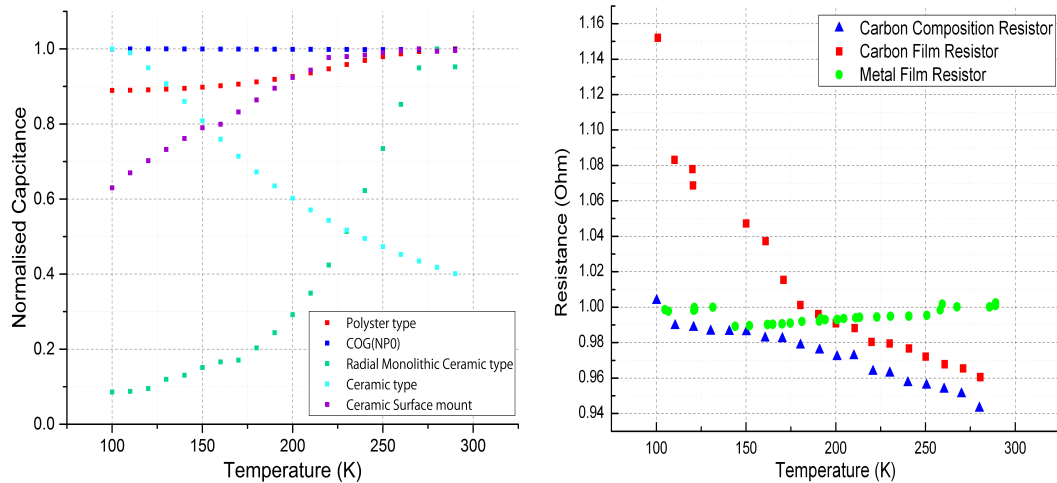 Normalised Capcitance
1.0
0.8
0.6
0.4
0.2
0.0
100
150
200
250
300
Temperature (K)
Polyster type
COG(NP0)
Radial Monolithic Ceramic type
Ceramic type
Ceramic Surface mount
Resistance (Ohm)
1.16
1.14
1.12
1.10
1.08
1.06
1.04
1.02
1.00
0.98
0.96
0.94
100
150
200
250
300
Temperature (K)
Carbon Composition Resistor
Carbon Film Resistor
Metal Film Resistor